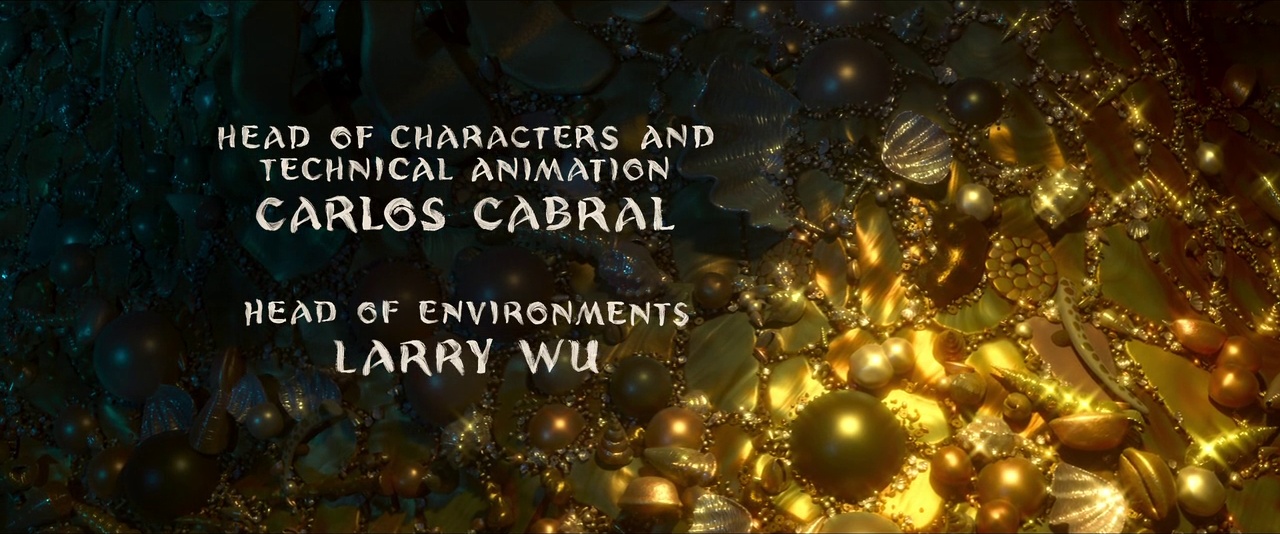 HEAD OF CHARACTERS AND
TECHNICAL ANIMATION
CARLOS CABRAL
HEAD OF ENVIRONMENTS
LARRY WU